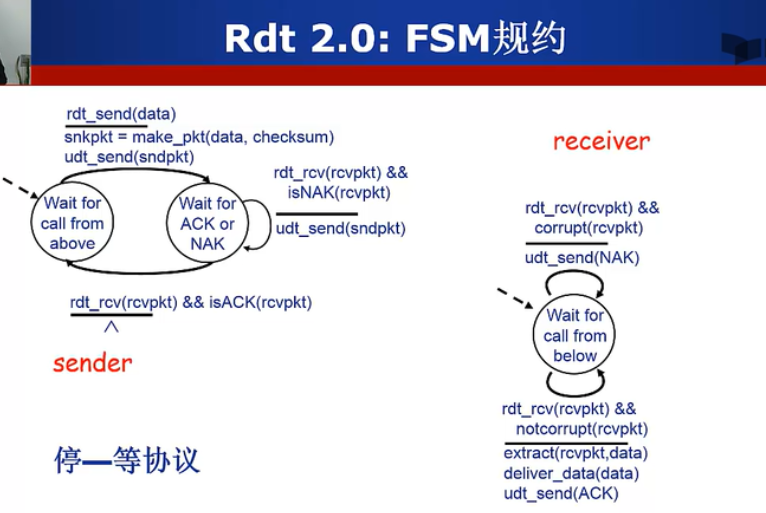 Rdt 2.0: FSM规约
rdt_send(data)
snkpkt = make_pkt(data, checksum)
udt_send(sndpkt)
Wait for
call from
above
Wait for
ACK or
NAK
rdt_rcv(rcvpkt) &&
isNAK(rcvpkt)
udt_send(sndpkt)
rdt_rcv(rcvpkt) && isACK(rcvpkt)
Λ
sender
停—等协议
receiver
rdt_rcv(rcvpkt) &&
corrupt(rcvpkt)
udt_send(NAK)
Wait for
call from
below
rdt_rcv(rcvpkt) &&
notcorrupt(rcvpkt)
extract(rcvpkt,data)
deliver_data(data)
udt_send(ACK)